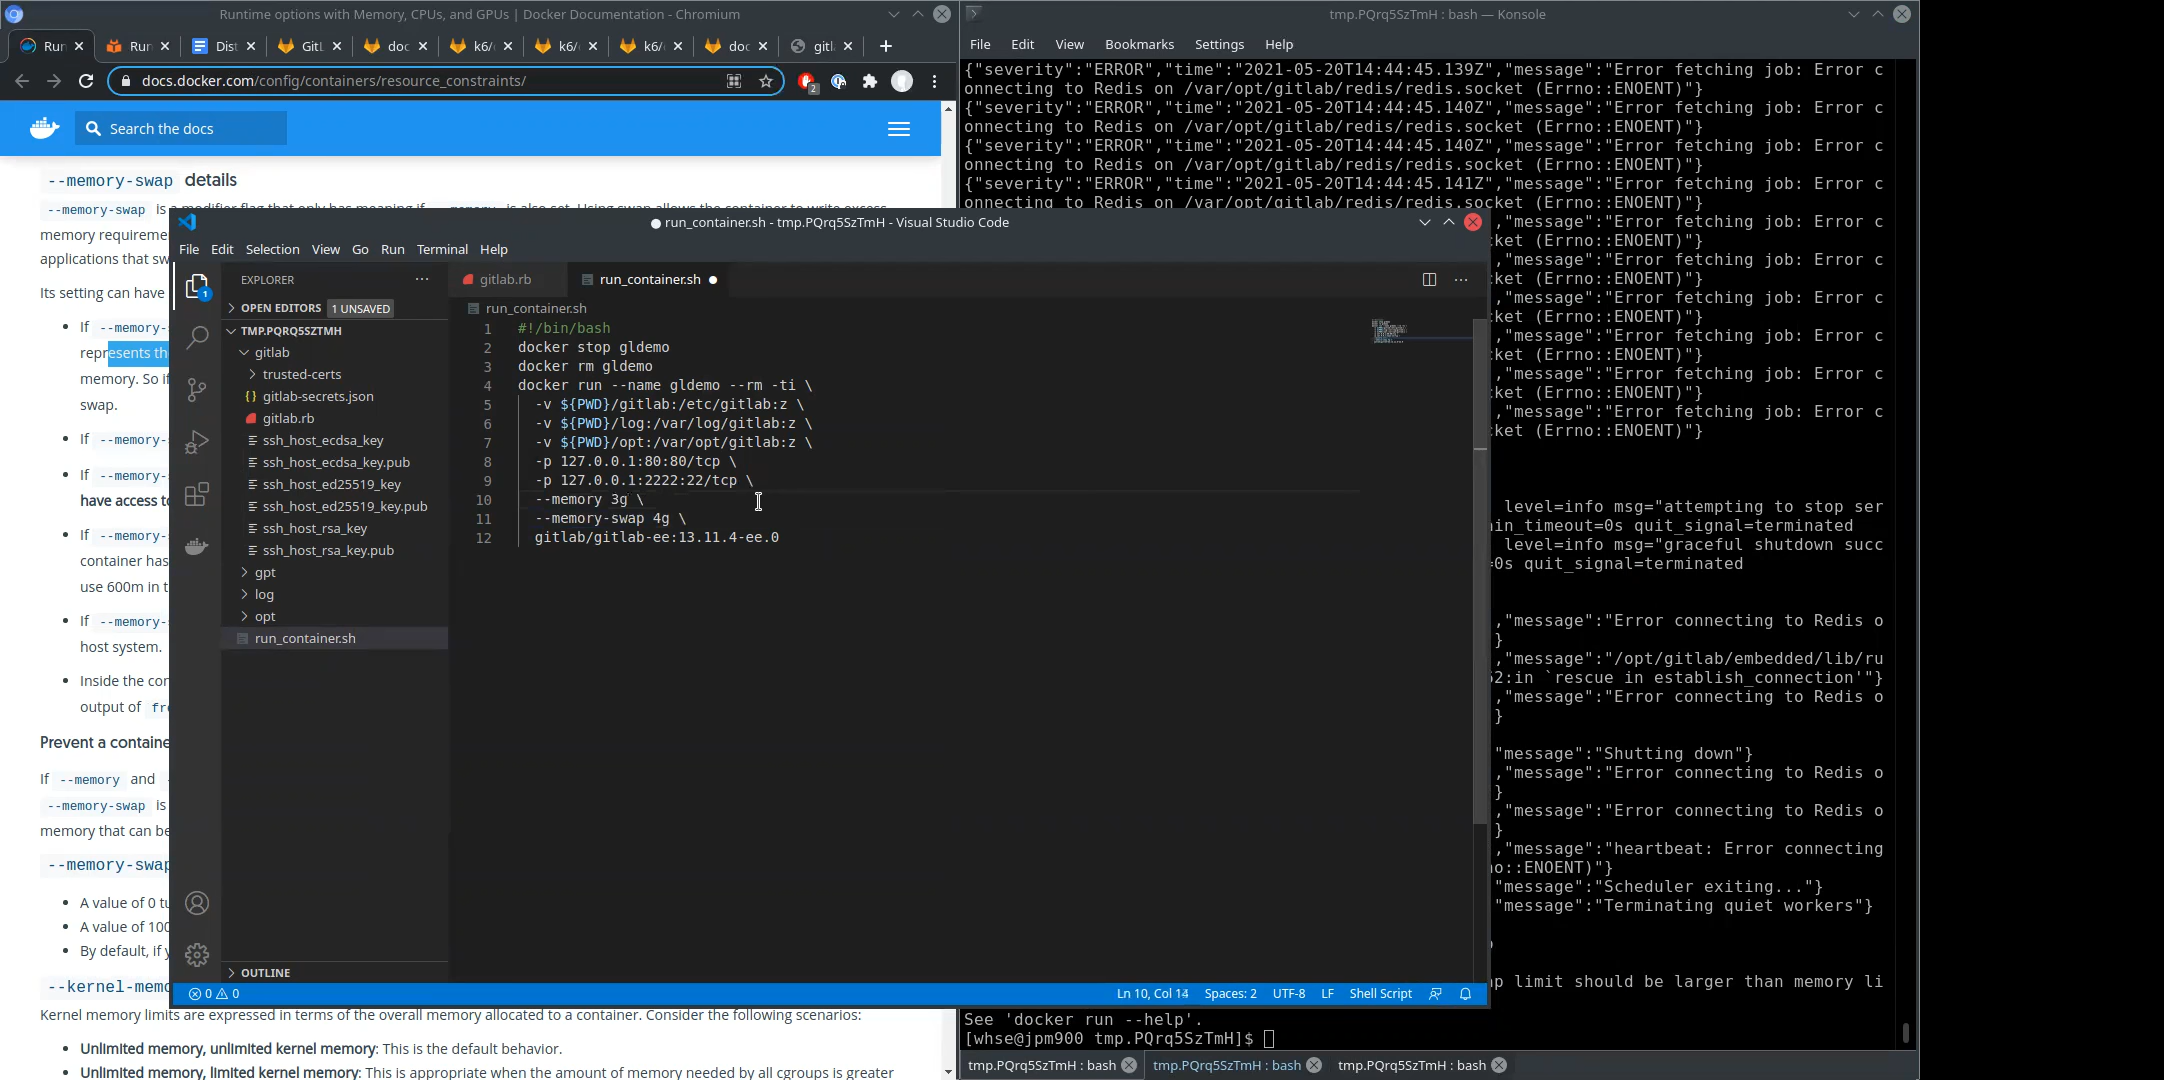 Runtime options with Memory, CPUs, and GPUs | Docker Documentation - Chromium
Run
Run
Dist
GitL
doc
k6/
k6/
k6/
doc
gitl
docs.docker.com/config/containers/resource_constraints/
2
Search the docs
--memory-swap details
--memory-swap is a modifier flag that only has meaning if --memory is also set. Using swap allows the container to write excess
memory requireme
applications that sw
Its setting can have
If --memory-s
represents the
memory. So if
swap.
If --memory-s
If --memory-s
have access to
If --memory-s
container has
use 600m in t
If --memory-s
host system.
Inside the con
output of fre
Prevent a containe
If --memory and
--memory-swap is
memory that can be
--memory-swap
A value of 0 tu
A value of 100
By default, if y
--kernel-memo
Kernel memory limits are expressed in terms of the overall memory allocated to a container. Consider the following scenarios:
Unlimited memory, unlimited kernel memory: This is the default behavior.
Unlimited memory, limited kernel memory: This is appropriate when the amount of memory needed by all cgroups is greater
run_container.sh - tmp.PQrq5SzTmH - Visual Studio Code
File Edit Selection View Go Run Terminal Help
1
EXPLORER
OPEN EDITORS 1 UNSAVED
TMP.PQRQ5SZTMH
gitlab
trusted-certs
gitlab-secrets.json
gitlab.rb
ssh_host_ecdsa_key
ssh_host_ecdsa_key.pub
ssh_host_ed25519_key
ssh_host_ed25519_key.pub
ssh_host_rsa_key
ssh_host_rsa_key.pub
gpt
log
opt
run_container.sh
OUTLINE
gitlab.rb
run_container.sh
run_container.sh
1 #!/bin/bash
2 docker stop gldemo
3 docker rm gldemo
4 docker run --name gldemo --rm -ti \
5 -v ${PWD}/gitlab:/etc/gitlab:z \
6 -v ${PWD}/log:/var/log/gitlab:z \
7 -v ${PWD}/opt:/var/opt/gitlab:z \
8 -p 127.0.0.1:80:80/tcp \
9 -p 127.0.0.1:2222:22/tcp \
10 --memory 3g \
11 --memory-swap 4g \
12 gitlab/gitlab-ee:13.11.4-ee.0
0 0
Ln 10, Col 14 Spaces: 2 UTF-8 LF Shell Script
tmp.PQrq5SzTmH : bash — Konsole
File Edit View Bookmarks Settings Help
{"severity":"ERROR","time":"2021-05-20T14:44:45.139Z","message":"Error fetching job: Error c
onnecting to Redis on /var/opt/gitlab/redis/redis.socket (Errno::ENOENT)"}
{"severity":"ERROR","time":"2021-05-20T14:44:45.140Z","message":"Error fetching job: Error c
onnecting to Redis on /var/opt/gitlab/redis/redis.socket (Errno::ENOENT)"}
{"severity":"ERROR","time":"2021-05-20T14:44:45.140Z","message":"Error fetching job: Error c
onnecting to Redis on /var/opt/gitlab/redis/redis.socket (Errno::ENOENT)"}
{"severity":"ERROR","time":"2021-05-20T14:44:45.141Z","message":"Error fetching job: Error c
onnecting to Redis on /var/opt/gitlab/redis/redis.socket (Errno::ENOENT)"}
,"message":"Error fetching job: Error c
ket (Errno::ENOENT)"}
,"message":"Error fetching job: Error c
ket (Errno::ENOENT)"}
,"message":"Error fetching job: Error c
ket (Errno::ENOENT)"}
,"message":"Error fetching job: Error c
ket (Errno::ENOENT)"}
,"message":"Error fetching job: Error c
ket (Errno::ENOENT)"}
,"message":"Error fetching job: Error c
ket (Errno::ENOENT)"}
level=info msg="attempting to stop ser
in_timeout=0s quit_signal=terminated
level=info msg="graceful shutdown succ
=0s quit_signal=terminated
,"message":"Error connecting to Redis o
}
,"message":"/opt/gitlab/embedded/lib/ru
52:in `rescue in establish_connection'"}
,"message":"Error connecting to Redis o
}
"message":"Shutting down"}
,"message":"Error connecting to Redis o
}
,"message":"Error connecting to Redis o
}
,"message":"heartbeat: Error connecting
no::ENOENT)"}
"message":"Scheduler exiting..."}
"message":"Terminating quiet workers"}
p limit should be larger than memory li
See 'docker run --help'.
[whse@jpm900 tmp.PQrq5SzTmH]$
tmp.PQrq5SzTmH : bash
tmp.PQrq5SzTmH : bash
tmp.PQrq5SzTmH : bash